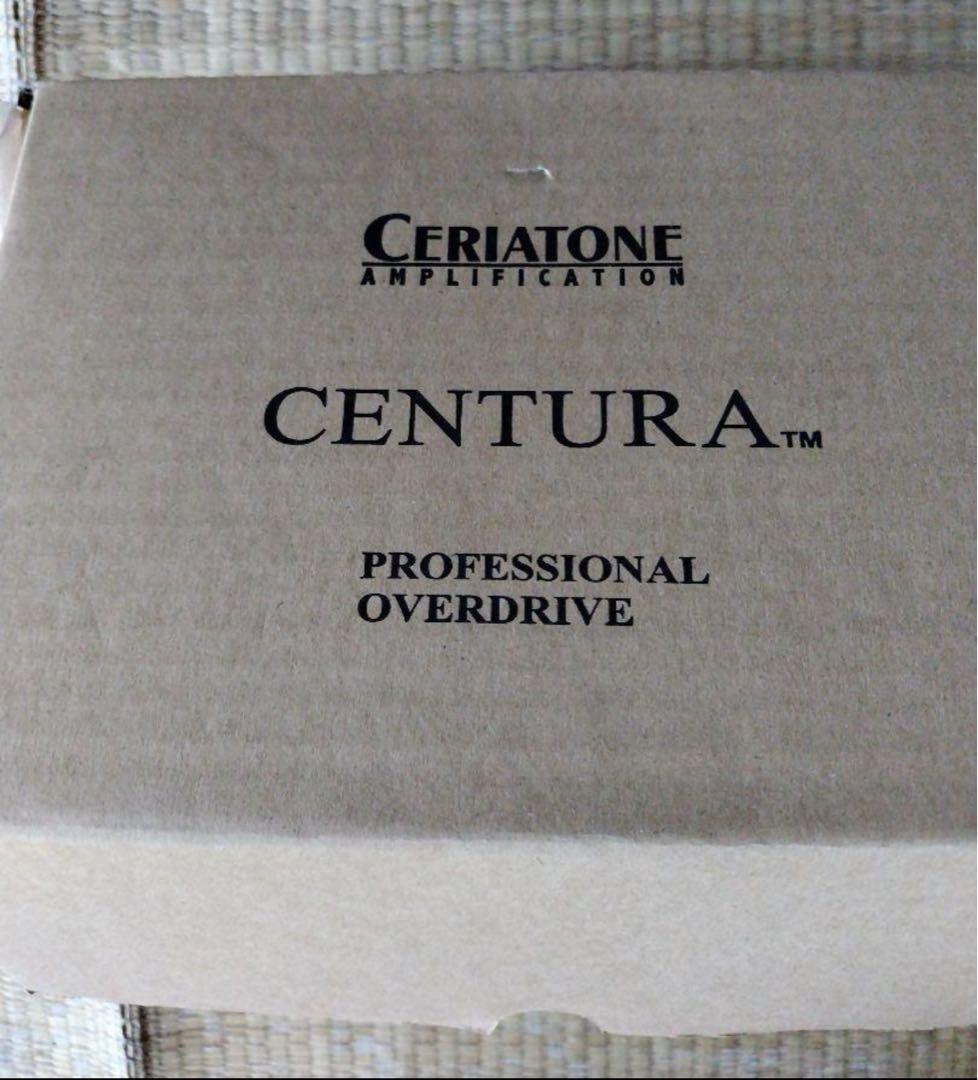 CERIATONE
AMPLIFICATION
CENTURA™
PROFESSIONAL
OVERDRIVE